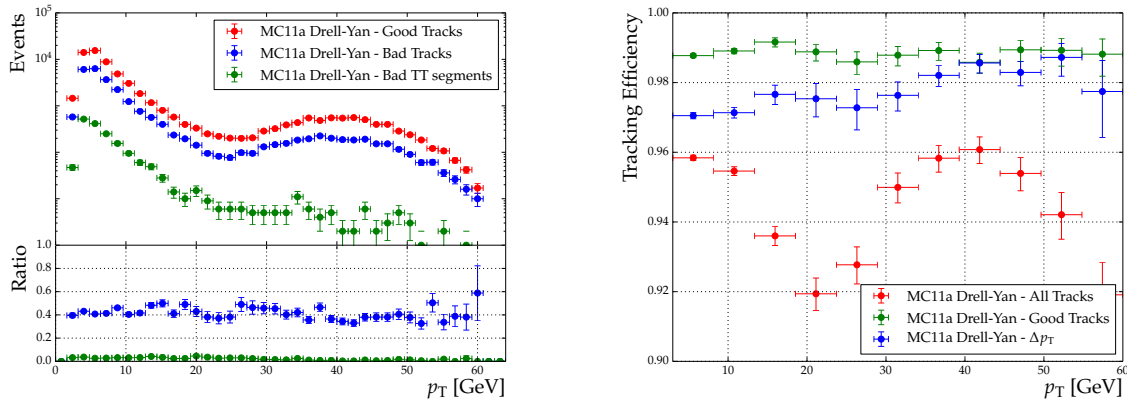 Events
10^5
10^4
MC11a Drell-Yan - Good Tracks
MC11a Drell-Yan - Bad Tracks
MC11a Drell-Yan - Bad TT segments
Ratio
1.0
0.8
0.6
0.4
0.2
0.0
0 10 20 30 40 50 60
p_T [GeV]
Tracking Efficiency
1.00
0.98
0.96
0.94
0.92
0.90
MC11a Drell-Yan - All Tracks
MC11a Drell-Yan - Good Tracks
MC11a Drell-Yan - Δp_T
10 20 30 40 50 60
p_T [GeV]